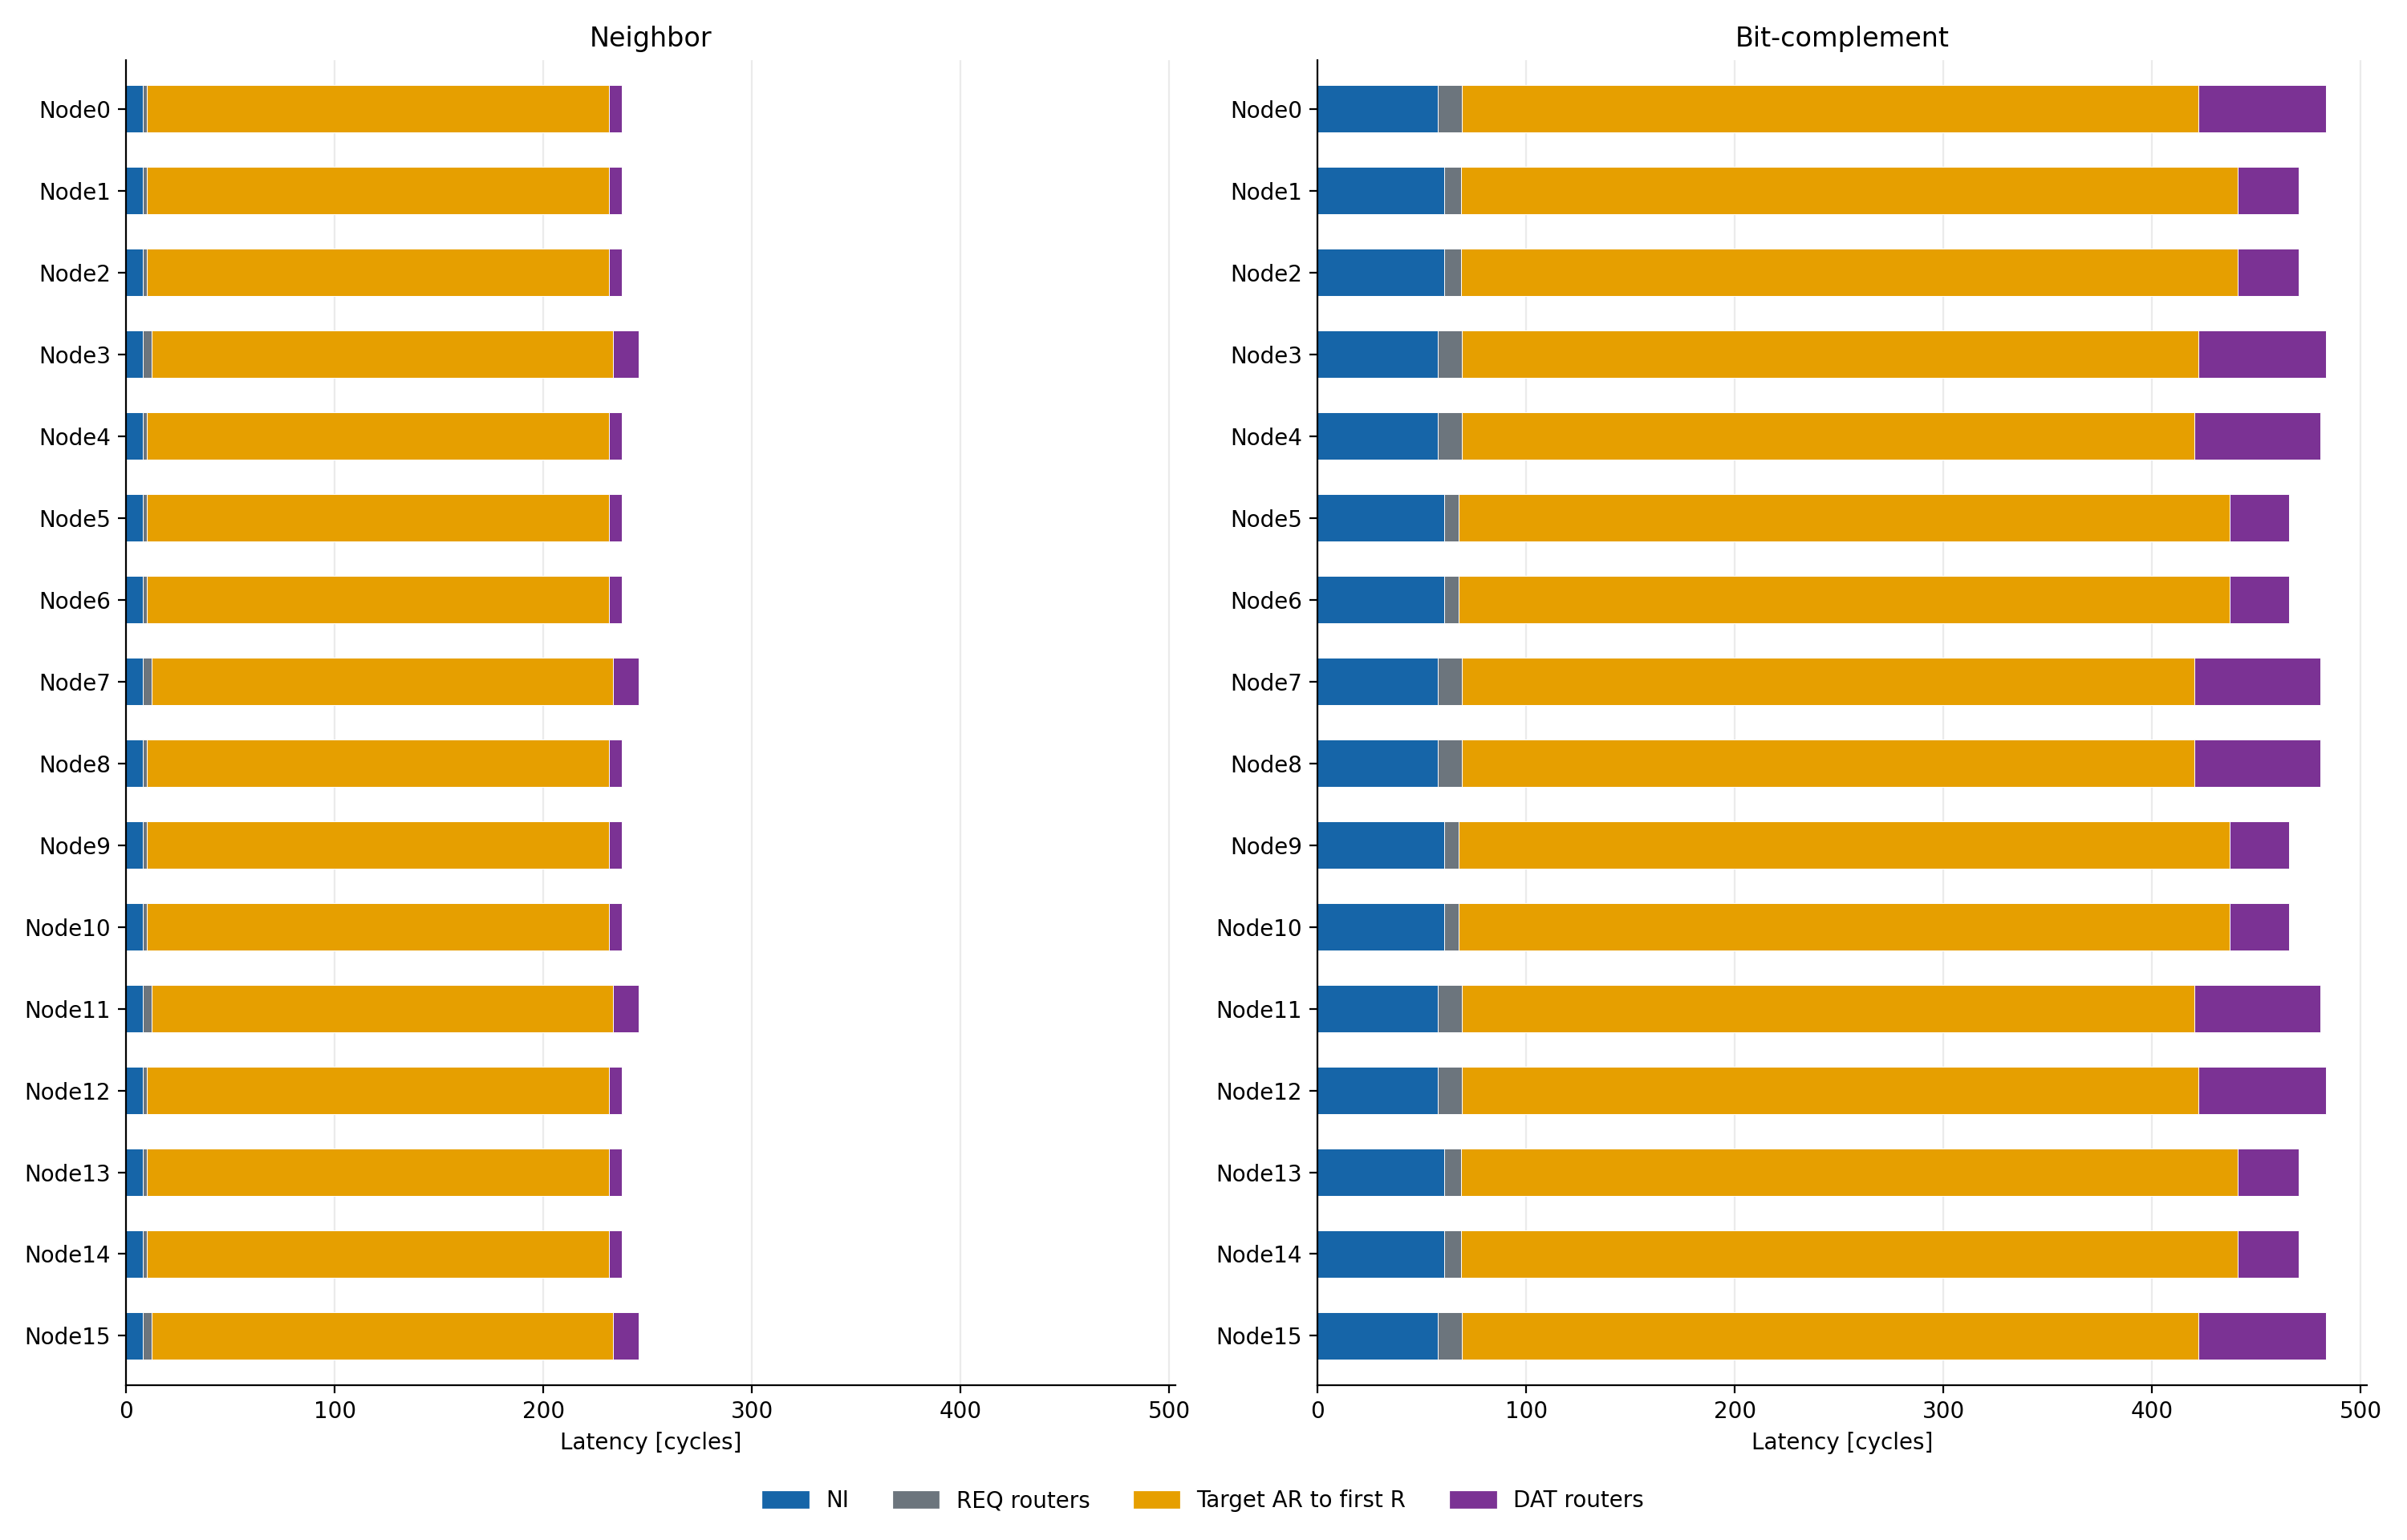 Neighbor
Node0
Node1
Node2
Node3
Node4
Node5
Node6
Node7
Node8
Node9
Node10
Node11
Node12
Node13
Node14
Node15
0 100 200 300 400 500
Latency [cycles]
Bit-complement
Node0
Node1
Node2
Node3
Node4
Node5
Node6
Node7
Node8
Node9
Node10
Node11
Node12
Node13
Node14
Node15
0 100 200 300 400 500
Latency [cycles]
NI REQ routers Target AR to first R DAT routers